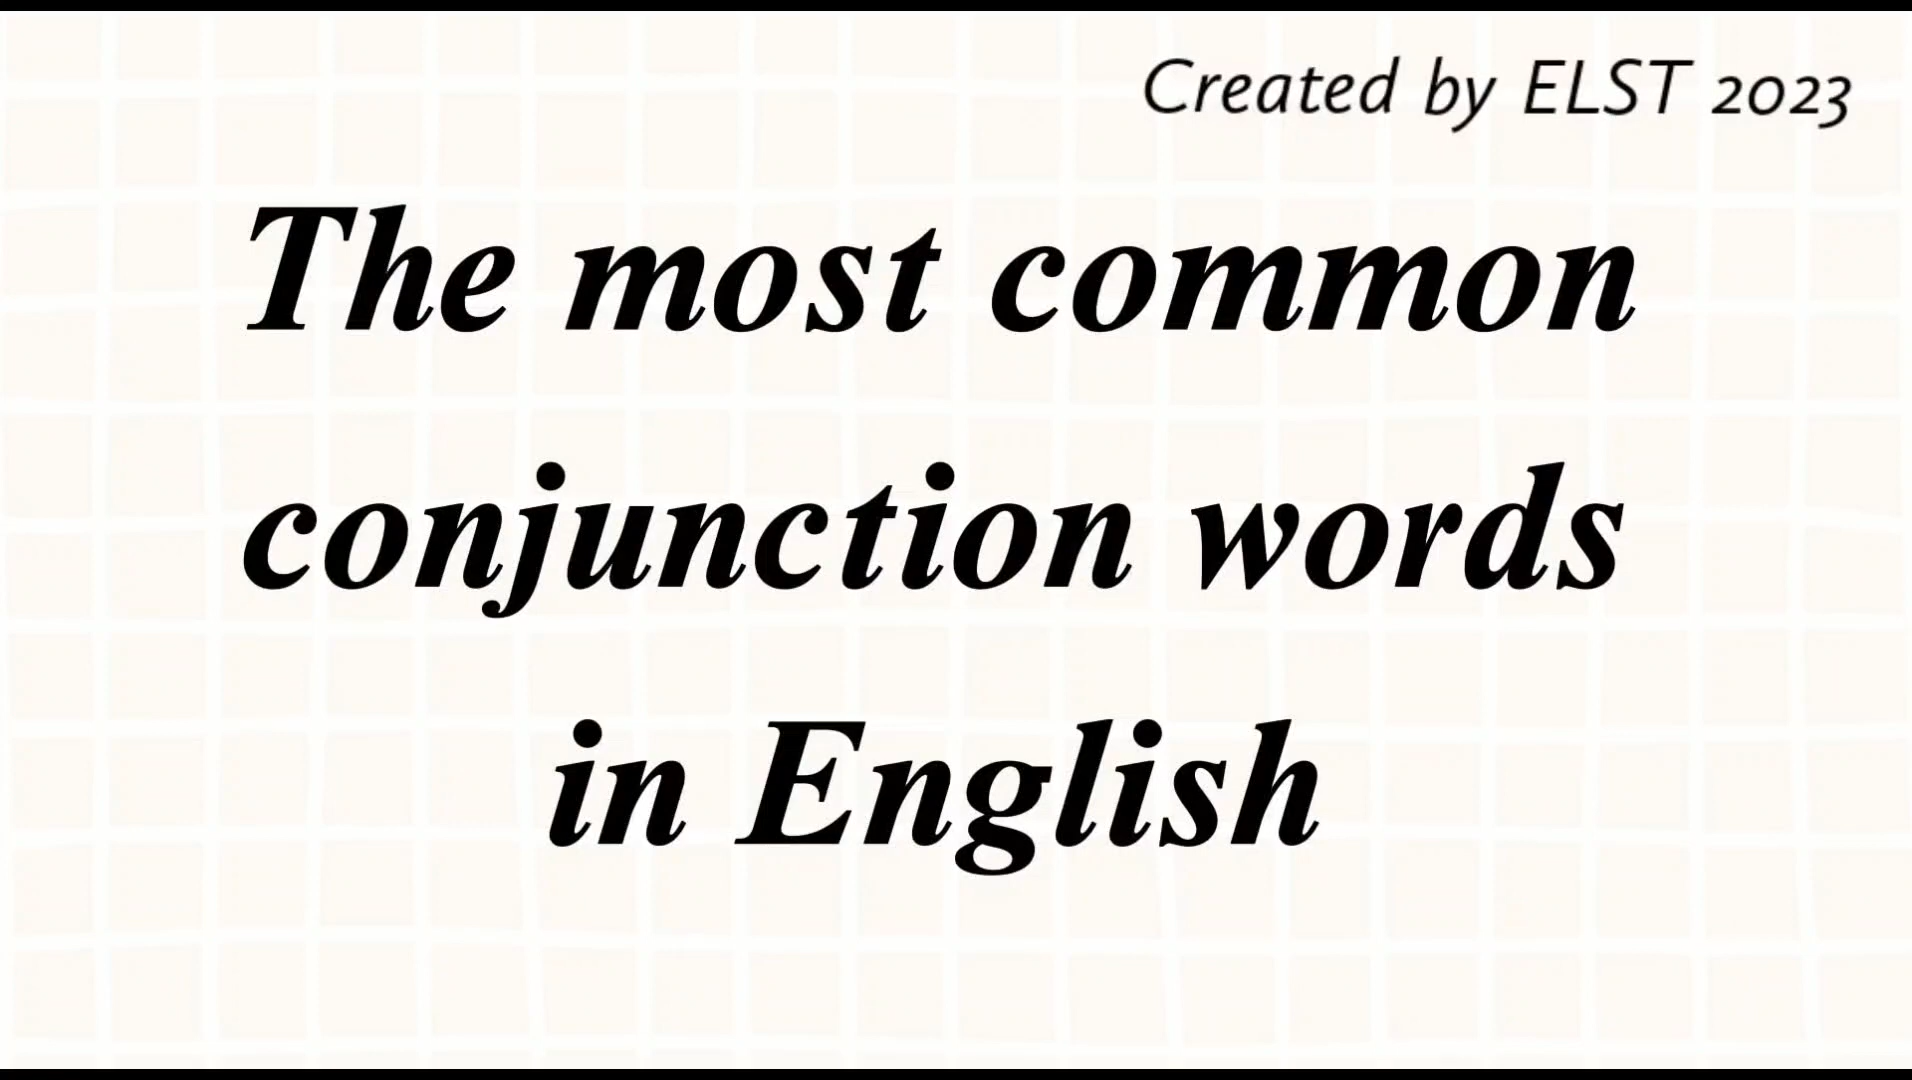 Created by ELST 2023
The most common
conjunction words
in English